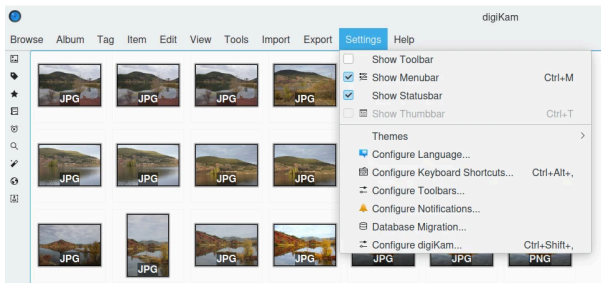 digiKam
Browse Album Tag Item Edit View Tools Import Export Settings Help
Show Toolbar
Show Menubar Ctrl+M
Show Statusbar
Show Thumbbar Ctrl+T
Themes
Configure Language...
Configure Keyboard Shortcuts... Ctrl+Alt+,
Configure Toolbars...
Configure Notifications...
Database Migration...
Configure digiKam... Ctrl+Shift+,
JPG JPG JPG JPG
JPG JPG JPG JPG
JPG JPG JPG JPG JPG JPG PNG